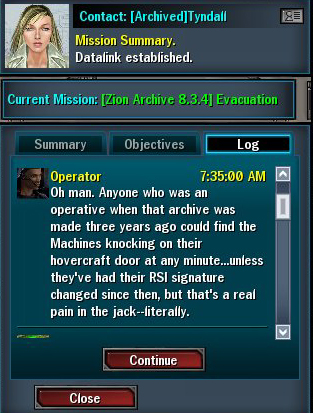 Contact: [Archived]Tyndall
Mission Summary.
Datalink established.
Current Mission: [Zion Archive 8.3.4] Evacuation
Summary Objectives Log
Operator 7:35:00 AM
Oh man. Anyone who was an
operative when that archive was
made three years ago could find the
Machines knocking on their
hovercraft door at any minute...unless
they've had their RSI signature
changed since then, but that's a real
pain in the jack--literally.
Continue
Close